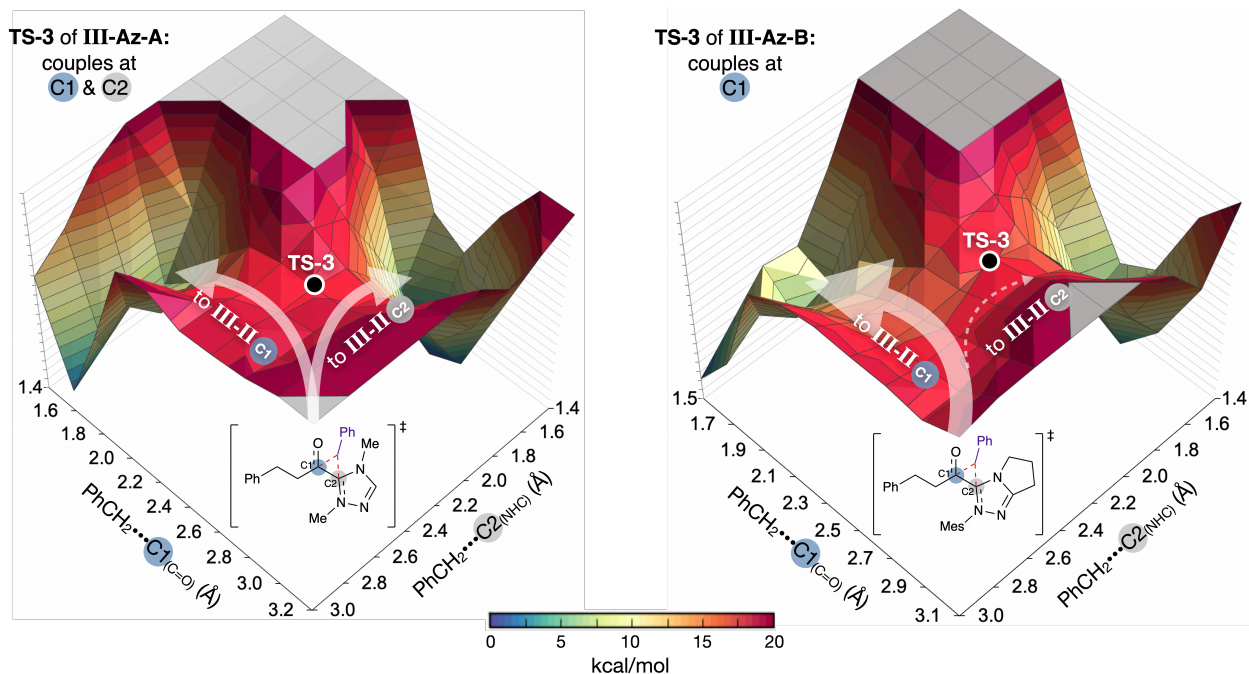 TS-3 of III-Az-A:
couples at
C1 & C2
TS-3
to III-II C1
to III-II C2
1.4
1.6
1.8
2.0
2.2
2.4
2.6
2.8
3.0
3.2
PhCH2••••C1(C=O) (Å)
1.4
1.6
1.8
2.0
2.2
2.4
2.6
2.8
3.0
PhCH2••••C2(NHC) (Å)
‡
Ph
O
Me
C1
Ph
C2
N
N
N
Me
TS-3 of III-Az-B:
couples at
C1
TS-3
to III-II C1
to III-II C2
1.5
1.7
1.9
2.1
2.3
2.5
2.7
2.9
3.1
PhCH2••••C1(C=O) (Å)
1.4
1.6
1.8
2.0
2.2
2.4
2.6
2.8
3.0
PhCH2••••C2(NHC) (Å)
‡
Ph
O
C1
Ph
C2
N
N
N
Mes
0 5 10 15 20
kcal/mol